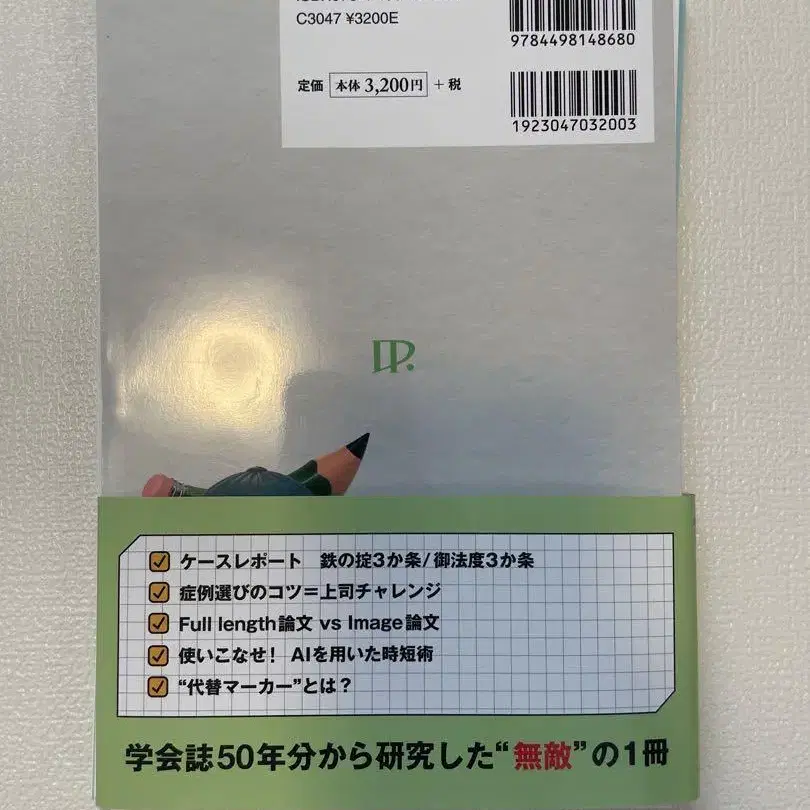 C3047 ¥3200E
9784498148680
定価 本体 3,200円 + 税
1923047032003
ケースレポート 鉄の掟3か条/御法度3か条
症例選びのコツ=上司チャレンジ
Full length論文 vs Image論文
使いこなせ! AIを用いた時短術
“代替マーカー”とは?
学会誌50年分から研究した“無敵”の1冊